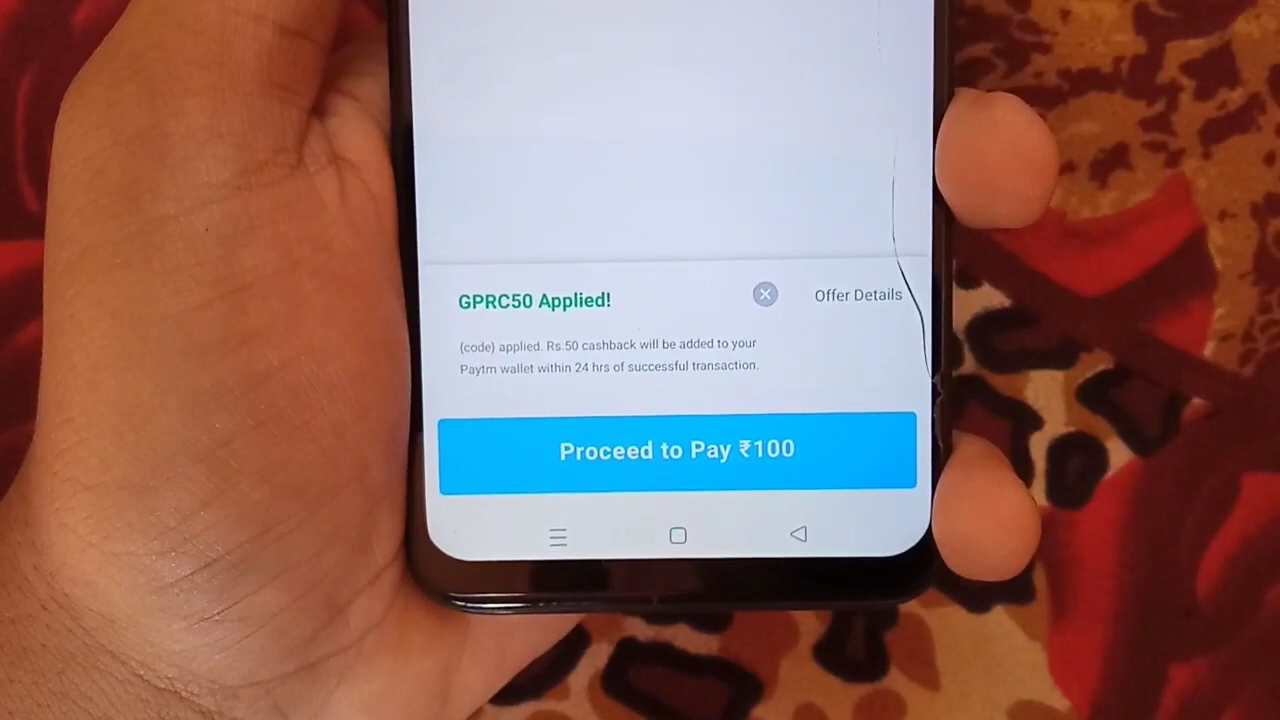 GPRC50 Applied!
Offer Details
{code} applied. Rs.50 cashback will be added to your
Paytm wallet within 24 hrs of successful transaction.
Proceed to Pay ₹100